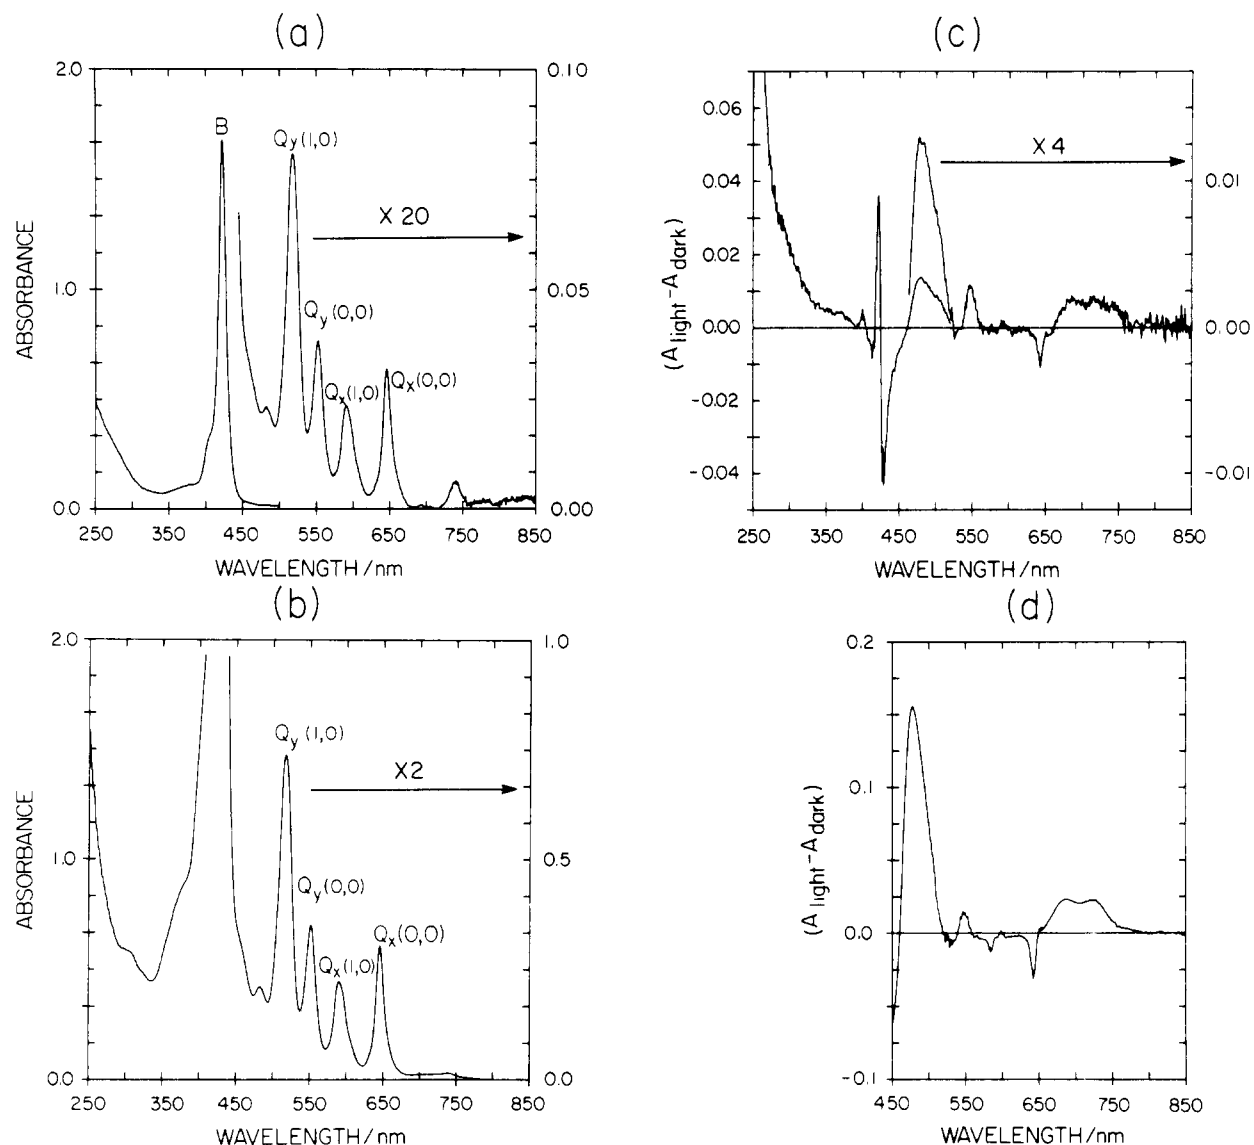 (a)
2.0
1.0
0.0
0.10
0.05
0.00
ABSORBANCE
B
Qy(1,0)
X 20
Qy(0,0)
Qx(1,0)
Qx(0,0)
250 350 450 550 650 750 850
WAVELENGTH/nm
(b)
2.0
1.0
0.0
1.0
0.5
0.0
ABSORBANCE
Qy(1,0)
X2
Qy(0,0)
Qx(1,0)
Qx(0,0)
250 350 450 550 650 750 850
WAVELENGTH/nm
(c)
0.06
0.04
0.02
0.00
-0.02
-0.04
0.01
0.00
-0.01
(Alight-Adark)
X 4
250 350 450 550 650 750 850
WAVELENGTH/nm
(d)
0.2
0.1
0.0
-0.1
(Alight-Adark)
450 550 650 750 850
WAVELENGTH/nm